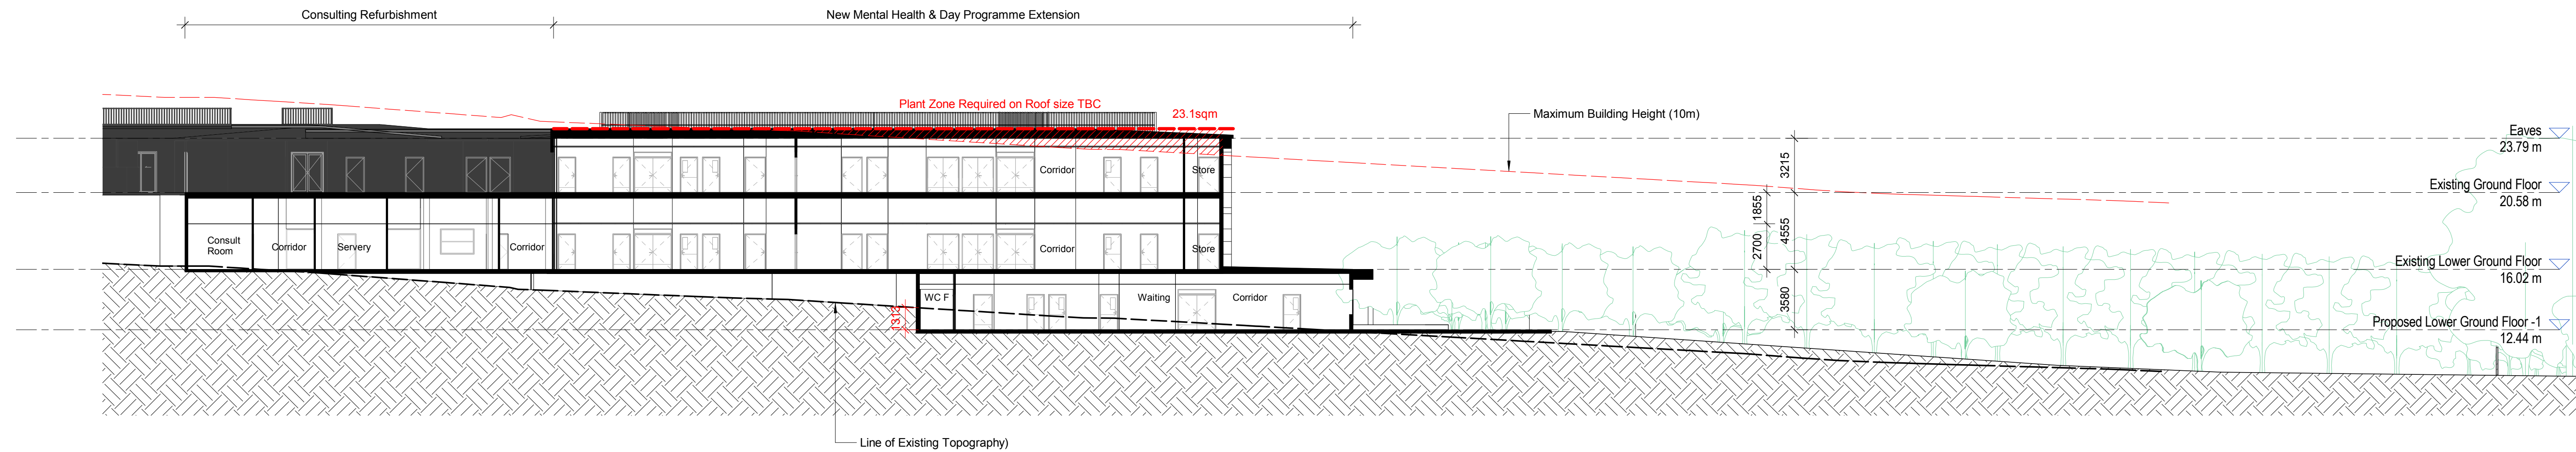 Consulting Refurbishment
New Mental Health & Day Programme Extension
Plant Zone Required on Roof size TBC
23.1sqm
Maximum Building Height (10m)
Eaves
23.79 m
3215
Corridor
Store
Existing Ground Floor
20.58 m
1855
4555
2700
Consult
Room
Corridor
Servery
Corridor
Corridor
Store
Existing Lower Ground Floor
16.02 m
WC F
Waiting
Corridor
3580
1312
Proposed Lower Ground Floor -1
12.44 m
Line of Existing Topography)